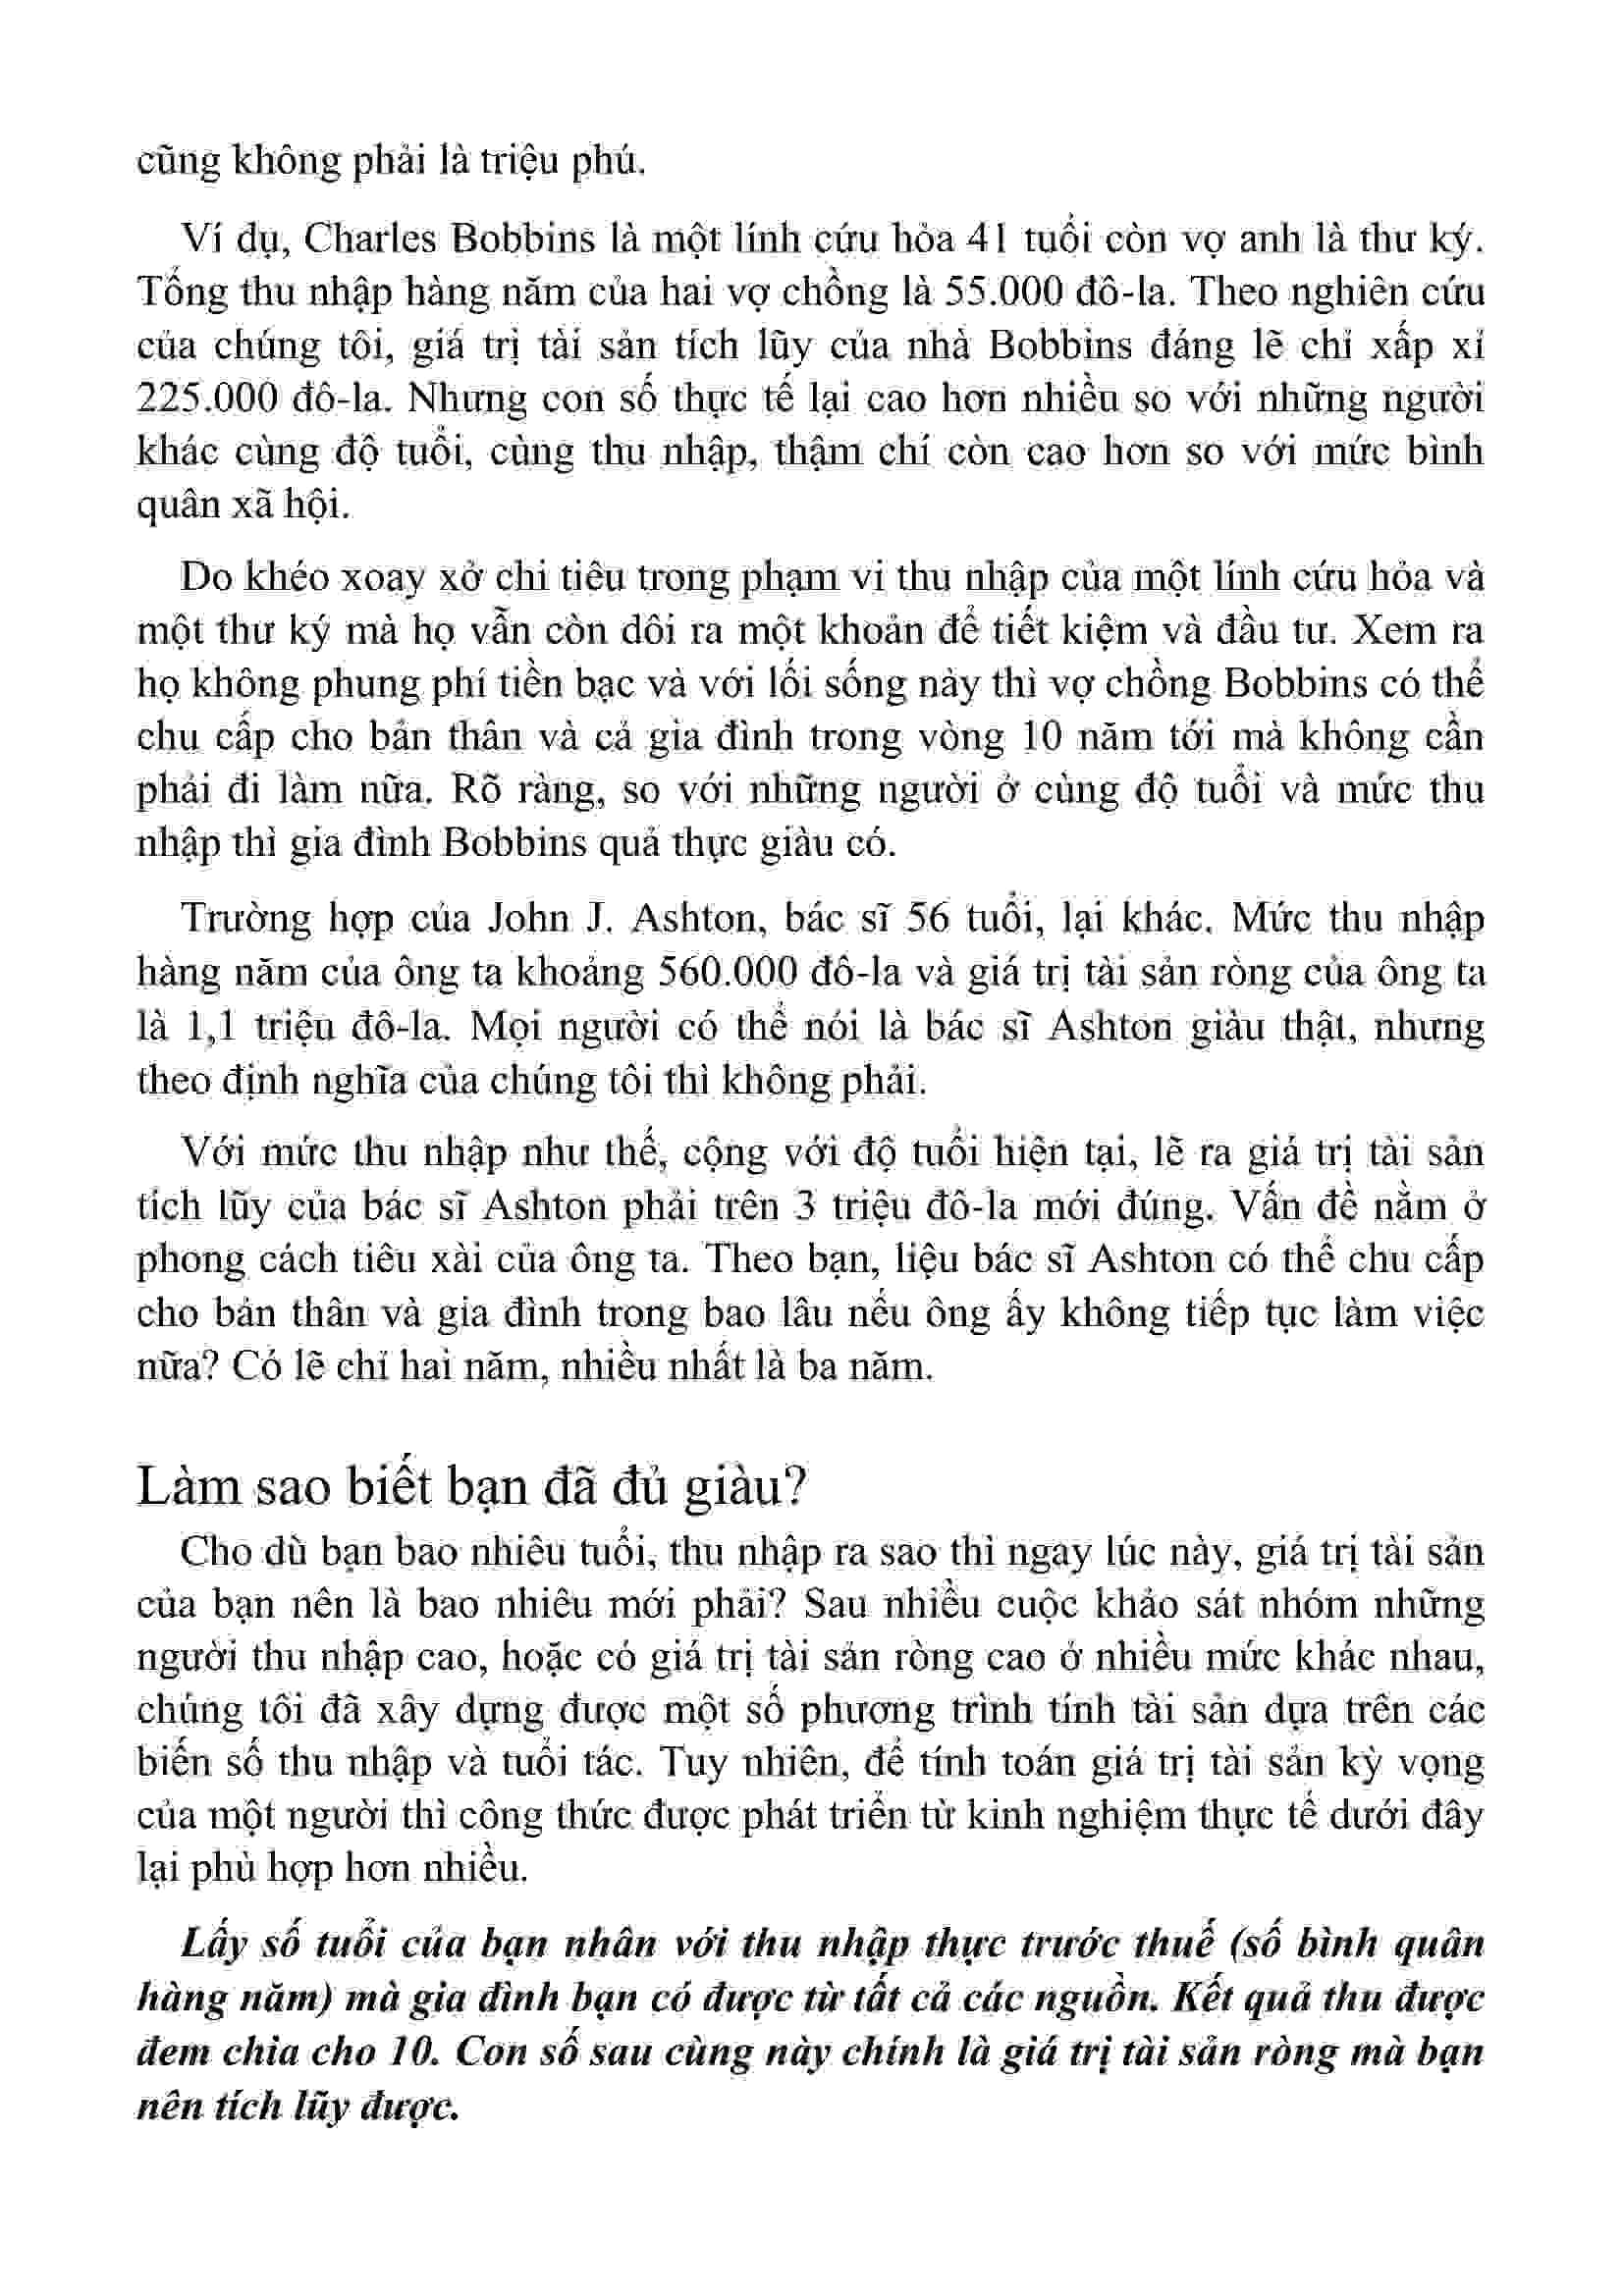 cũng không phải là triệu phú.
Ví dụ, Charles Bobbins là một lính cứu hỏa 41 tuổi còn vợ anh là thư ký.
Tổng thu nhập hàng năm của hai vợ chồng là 55.000 đô-la. Theo nghiên cứu
của chúng tôi, giá trị tài sản tích lũy của nhà Bobbins đáng lẽ chỉ xấp xỉ
225.000 đô-la. Nhưng con số thực tế lại cao hơn nhiều so với những người
khác cùng độ tuổi, cùng thu nhập, thậm chí còn cao hơn so với mức bình
quân xã hội.
Do khéo xoay xở chi tiêu trong phạm vi thu nhập của một lính cứu hỏa và
một thư ký mà họ vẫn còn dôi ra một khoản để tiết kiệm và đầu tư. Xem ra
họ không phung phí tiền bạc và với lối sống này thì vợ chồng Bobbins có thể
chu cấp cho bản thân và cả gia đình trong vòng 10 năm tới mà không cần
phải đi làm nữa. Rõ ràng, so với những người ở cùng độ tuổi và mức thu
nhập thì gia đình Bobbins quả thực giàu có.
Trường hợp của John J. Ashton, bác sĩ 56 tuổi, lại khác. Mức thu nhập
hàng năm của ông ta khoảng 560.000 đô-la và giá trị tài sản ròng của ông ta
là 1,1 triệu đô-la. Mọi người có thể nói là bác sĩ Ashton giàu thật, nhưng
theo định nghĩa của chúng tôi thì không phải.
Với mức thu nhập như thế, cộng với độ tuổi hiện tại, lẽ ra giá trị tài sản
tích lũy của bác sĩ Ashton phải trên 3 triệu đô-la mới đúng. Vấn đề nằm ở
phong cách tiêu xài của ông ta. Theo bạn, liệu bác sĩ Ashton có thể chu cấp
cho bản thân và gia đình trong bao lâu nếu ông ấy không tiếp tục làm việc
nữa? Có lẽ chỉ hai năm, nhiều nhất là ba năm.
Làm sao biết bạn đã đủ giàu?
Cho dù bạn bao nhiêu tuổi, thu nhập ra sao thì ngay lúc này, giá trị tài sản
của bạn nên là bao nhiêu mới phải? Sau nhiều cuộc khảo sát nhóm những
người thu nhập cao, hoặc có giá trị tài sản ròng cao ở nhiều mức khác nhau,
chúng tôi đã xây dựng được một số phương trình tính tài sản dựa trên các
biến số thu nhập và tuổi tác. Tuy nhiên, để tính toán giá trị tài sản kỳ vọng
của một người thì công thức được phát triển từ kinh nghiệm thực tế dưới đây
lại phù hợp hơn nhiều.
Lấy số tuổi của bạn nhân với thu nhập thực trước thuế (số bình quân
hàng năm) mà gia đình bạn có được từ tất cả các nguồn. Kết quả thu được
đem chia cho 10. Con số sau cùng này chính là giá trị tài sản ròng mà bạn
nên tích lũy được.